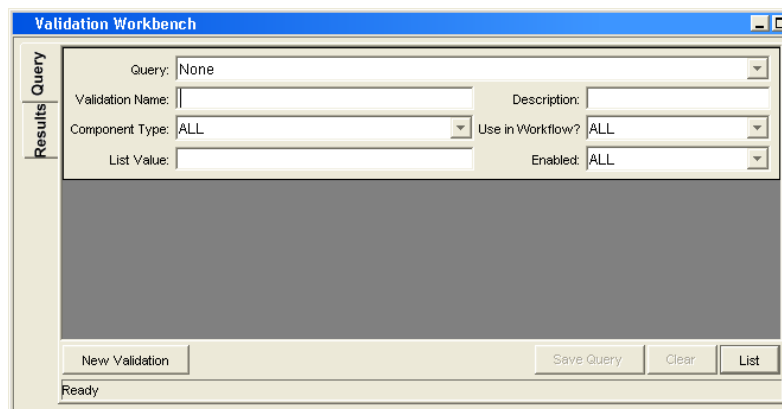 Validation Workbench
Query
Results
Query: None
Validation Name: Description:
Component Type: ALL Use in Workflow? ALL
List Value: Enabled: ALL
New Validation Save Query Clear List
Ready